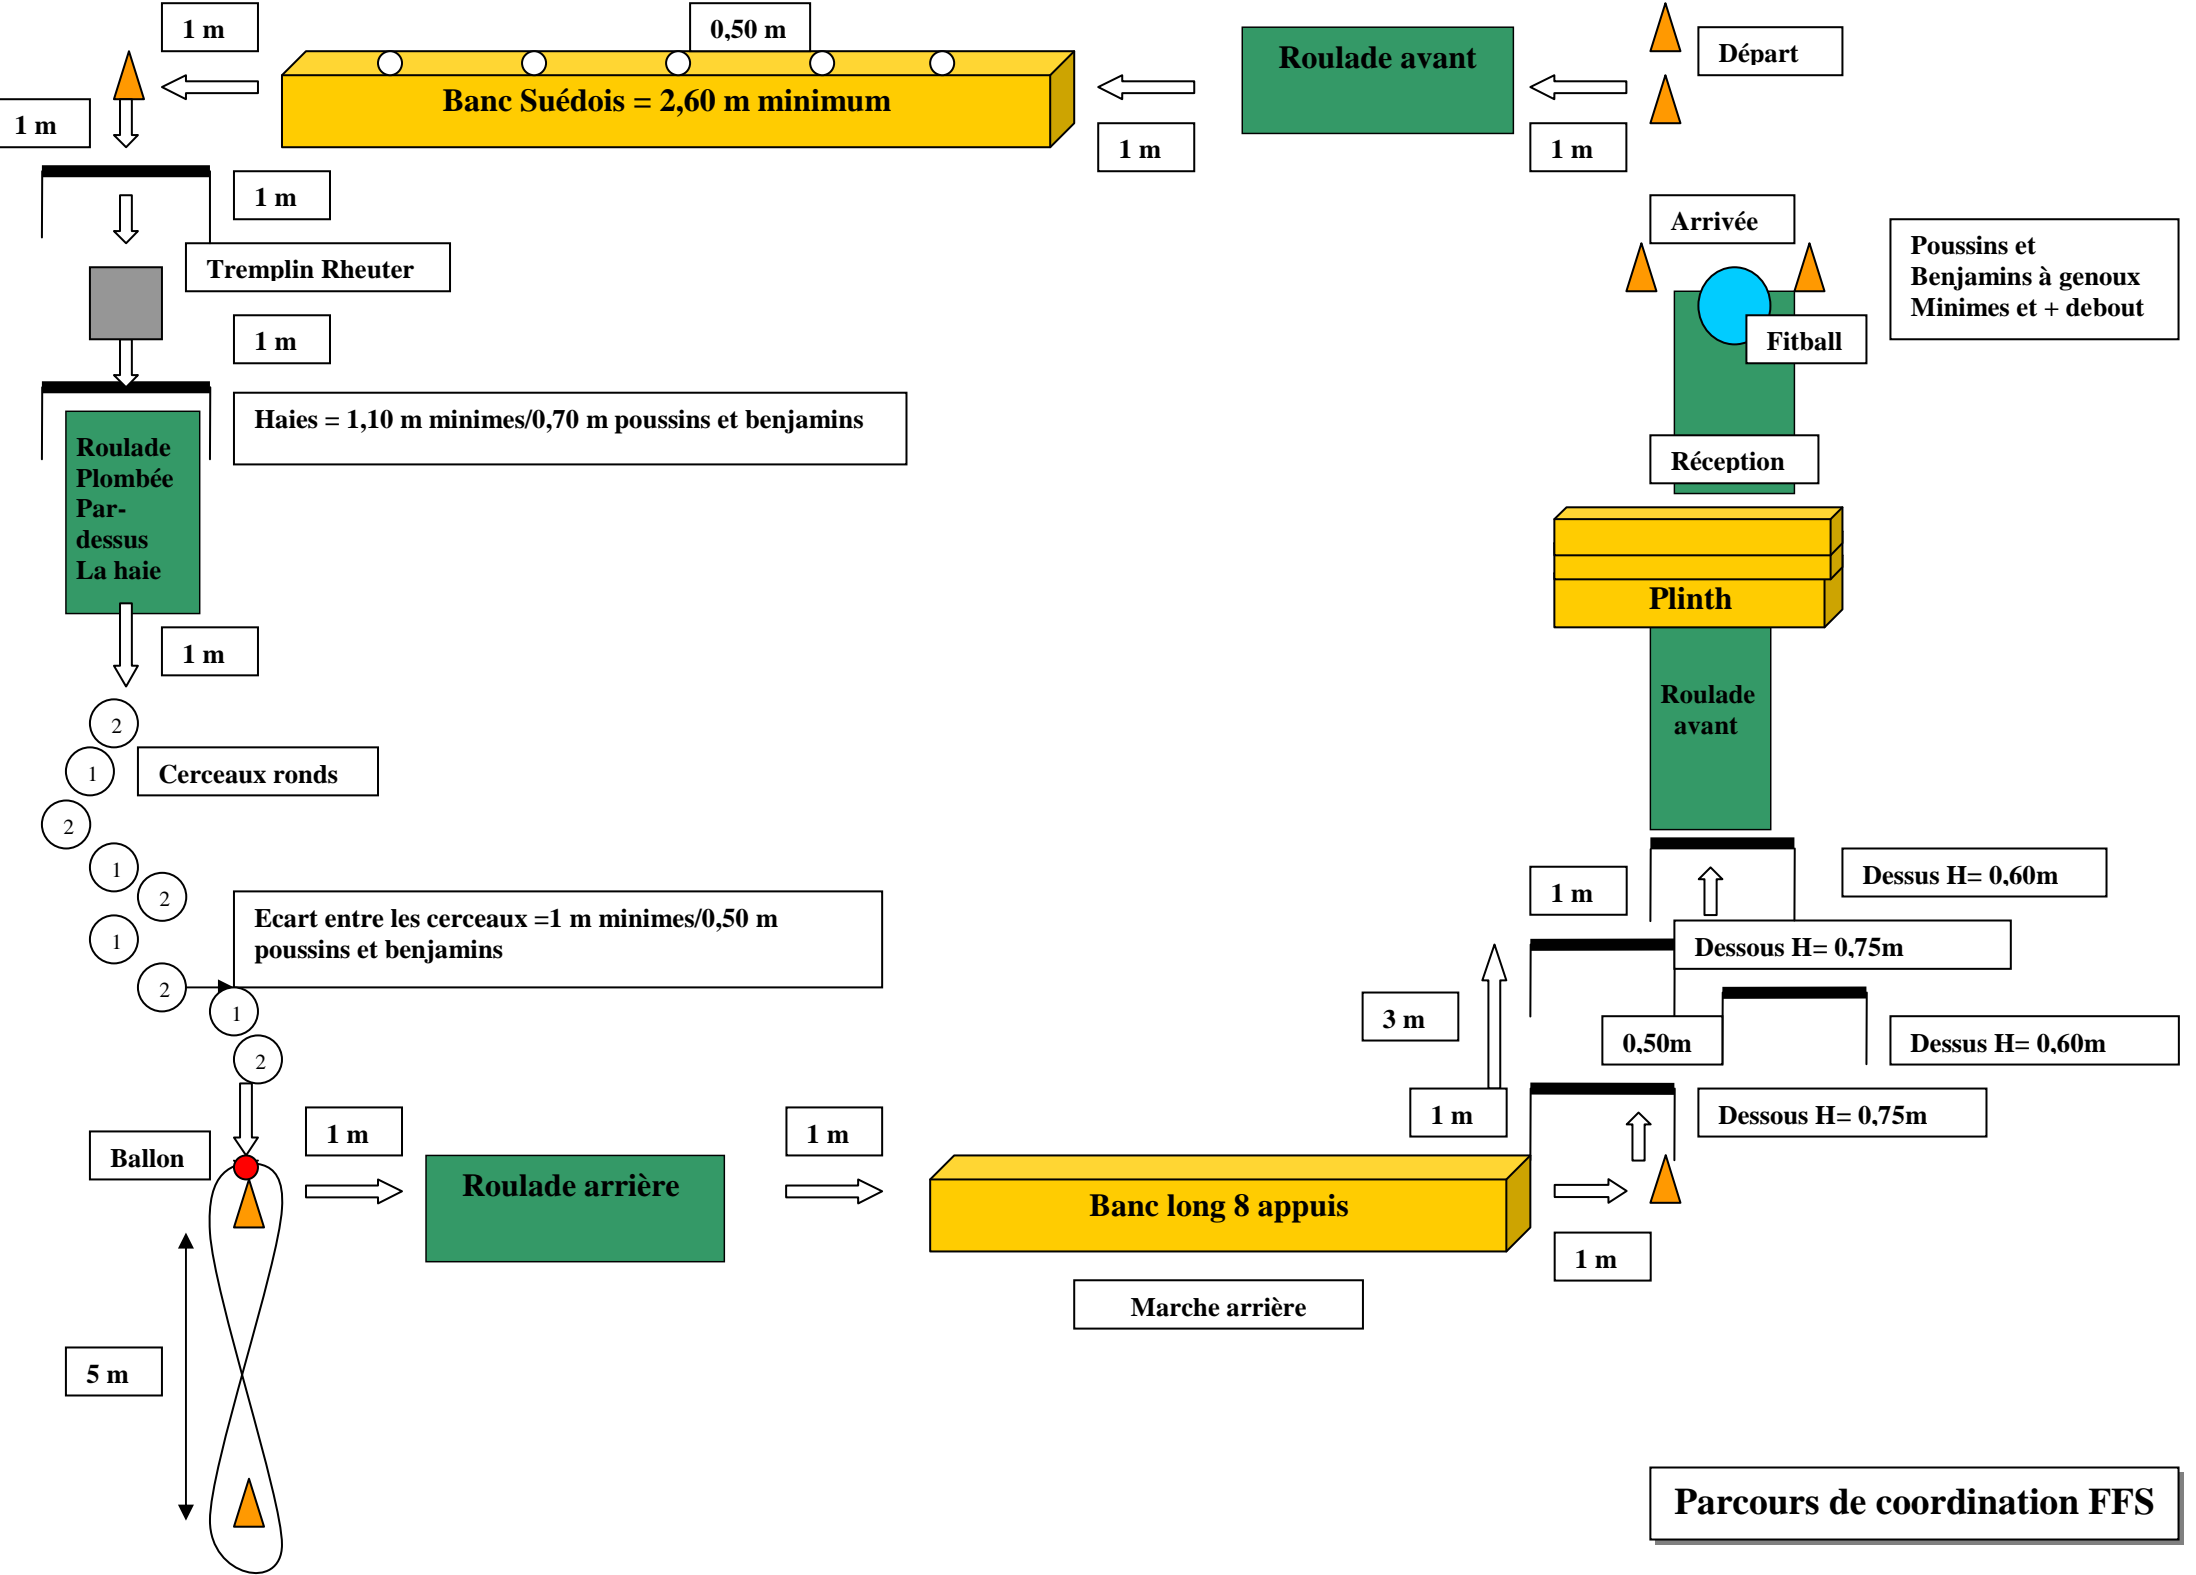 1 m
0,50 m
Roulade avant
Départ
Banc Suédois = 2,60 m minimum
1 m
1 m
1 m
1 m
Arrivée
Tremplin Rheuter
Poussins et
Benjamins à genoux
Minimes et + debout
1 m
Fitball
Haies = 1,10 m minimes/0,70 m poussins et benjamins
Roulade
Plombée
Par-
dessus
La haie
Réception
Plinth
1 m
Roulade
avant
2
1
Cerceaux ronds
2
1
2
1
2
1
2
Ecart entre les cerceaux =1 m minimes/0,50 m
poussins et benjamins
1 m
Dessus H= 0,60m
Dessous H= 0,75m
3 m
0,50m
Dessus H= 0,60m
1 m
Dessous H= 0,75m
Ballon
1 m
Roulade arrière
1 m
Banc long 8 appuis
1 m
Marche arrière
5 m
Parcours de coordination FFS